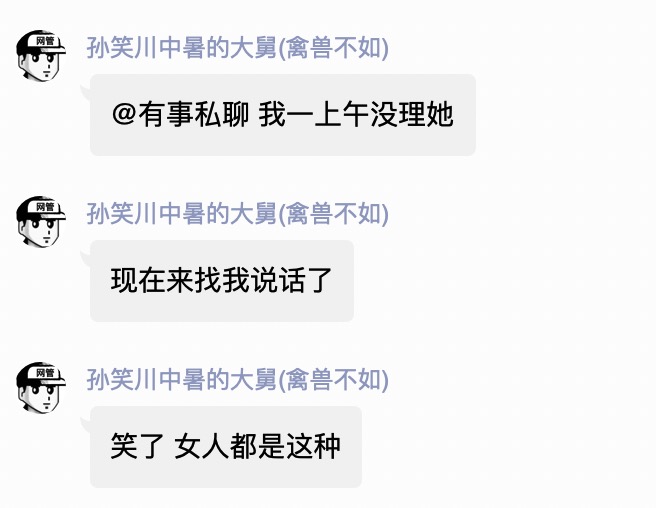 网管
孙笑川中暑的大舅(禽兽不如)
@有事私聊 我一上午没理她
网管
孙笑川中暑的大舅(禽兽不如)
现在来找我说话了
网管
孙笑川中暑的大舅(禽兽不如)
笑了 女人都是这种